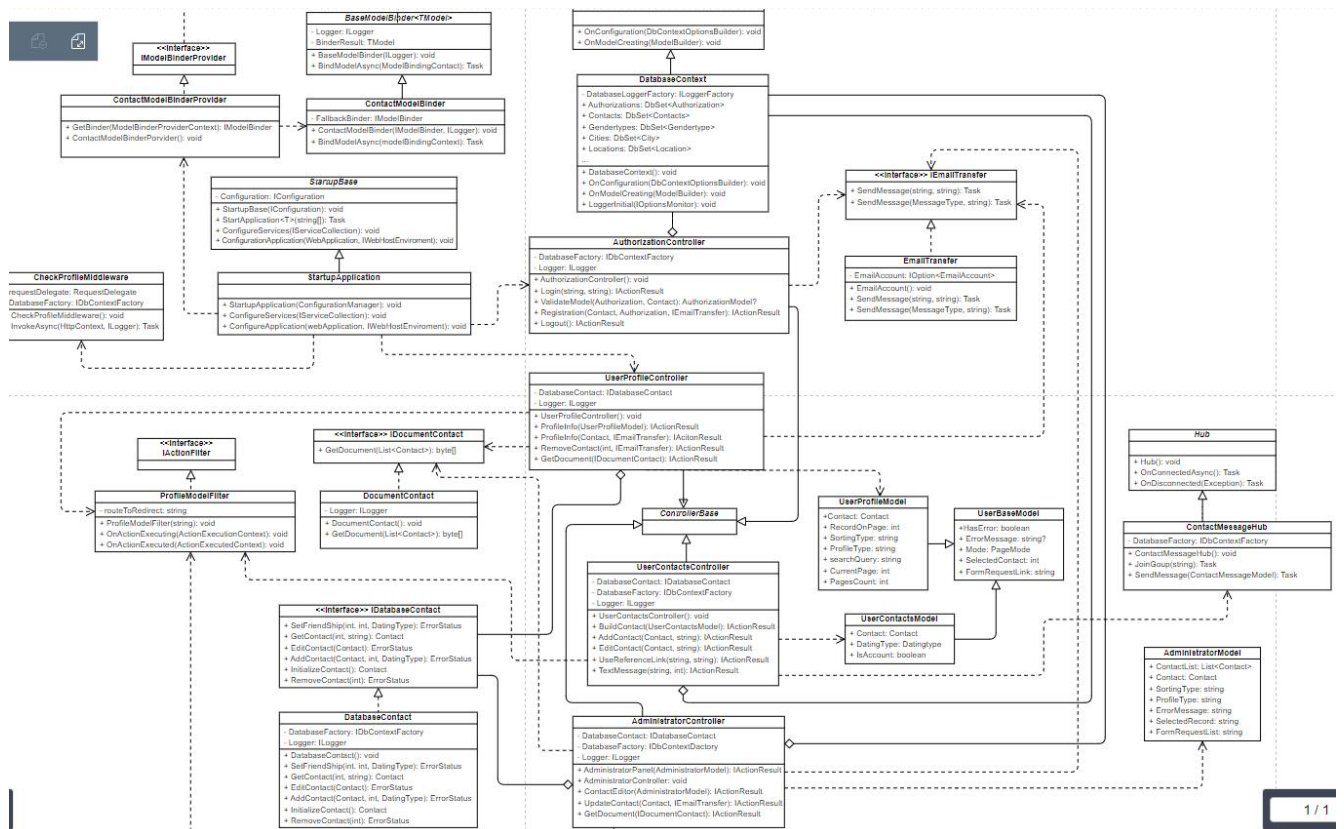 BaseModelBinder<TModel>
- Logger: ILogger
- BinderResult: TModel
+ BaseModelBinder(ILogger): void
+ BindModelAsync(ModelBindingContact): Task
+ OnConfiguration(DbContextOptionsBuilder): void
+ OnModelCreating(ModelBuilder): void
<<Interface>>
IModelBinderProvider
ContactModelBinderProvider
+ GetBinder(ModelBinderProviderContext): IModelBinder
+ ContactModelBinderPorvider(): void
ContactModelBinder
- FallbackBinder: IModelBinder
+ ContactModelBinder(IModelBinder, ILogger): void
+ BindModelAsync(modelBindingContext): Task
DatabaseContext
- DatabaseLoggerFactory: ILoggerFactory
+ Authorizations: DbSet<Authorization>
+ Contacts: DbSet<Contacts>
+ Gendertypes: DbSet<Gendertype>
+ Cities: DbSet<City>
+ Locations: DbSet<Location>
...
+ DatabaseContext(): void
+ OnConfiguration(DbContextOptionsBuilder): void
+ OnModelCreating(ModelBuilder): void
+ LoggerInitial(IOptionsMonitor): void
<<Interface>> IEmailTransfer
+ SendMessage(string, string): Task
+ SendMessage(MessageType, string): Task
StartupBase
- Configuration: IConfiguration
+ StartupBase(IConfiguration): void
+ StartApplication<T>(string[]): Task
+ ConfigureServices(IServiceCollection): void
+ ConfigurationApplication(WebApplication, IWebHostEnviroment): void
AuthorizationController
- DatabaseFactory: IDbContextFactory
- Logger: ILogger
+ AuthorizationController(): void
+ Login(string, string): IActionResult
+ ValidateModel(Authorization, Contact): AuthorizationModel?
+ Registration(Contact, Authorization, IEmailTransfer): IActionResult
+ Logout(): IActionResult
EmailTransfer
- EmailAccount: IOption<EmailAccount>
+ EmailAccount(): void
+ SendMessage(string, string): Task
+ SendMessage(MessageType, string): Task
CheckProfileMiddleware
requestDelegate: RequestDelegate
DatabaseFactory: IDbContextFactory
CheckProfileMiddleware(): void
InvokeAsync(HttpContext, ILogger): Task
StartupApplication
+ StartupApplication(ConfigurationManager): void
+ ConfigureServices(IServiceCollection): void
+ ConfigureApplication(webApplication, IWebHostEnviroment): void
UserProfileController
- DatabaseContact: IDatabaseContact
- Logger: ILogger
+ UserProfileController(): void
+ ProfileInfo(UserProfileModel): IActionResult
+ ProfileInfo(Contact, IEmailTransfer): IAcitonResult
+ RemoveContact(int, IEmailTransfer): IActionResult
+ GetDocument(IDocumentContact): IActionResult
<<Interface>>
IActionFilter
<<Interface>> IDocumentContact
+ GetDocument(List<Contact>): byte[]
Hub
+ Hub(): void
+ OnConnectedAsync(): Task
+ OnDisconnected(Exception): Task
ProfileModelFilter
- routeToRedirect: string
+ ProfileModelFilter(string): void
+ OnActionExecuting(ActionExecutionContext): void
+ OnActionExecuted(ActionExecutedContext): void
DocumentContact
- Logger: ILogger
+ DocumentContact(): void
+ GetDocument(List<Contact>): byte[]
ControllerBase
UserProfileModel
+Contact: Contact
+ RecordOnPage: int
+ SortingType: string
+ ProfileType: string
+ searchQuery: string
+ CurrentPage: int
+ PagesCount: int
UserBaseModel
+HasError: boolean
+ ErrorMessage: string?
+ Mode: PageMode
+ SelectedContact: int
+ FormRequestLink: string
ContactMessageHub
- DatabaseFactory: IDbContextFactory
+ ContactMessageHub(): void
+ JoinGoup(string): Task
+ SendMessage(ContactMessageModel): Task
UserContactsController
- DatabaseContact: IDatabaseContact
- DatabaseFactory: IDbContextFactory
- Logger: ILogger
+ UserContactsController(): void
+ BuildContact(UserContactsModel): IActionResult
+ AddContact(Contact, string): IActionResult
+ EditContact(Contact, string): IActionResult
+ UseReferenceLink(string, string): IActionResult
+ TextMessage(string, int): IActionResult
<<Interface>> IDatabaseContact
+ SetFriendShip(int, int, DatingType): ErrorStatus
+ GetContact(int, string): Contact
+ EditContact(Contact): ErrorStatus
+ AddContact(Contact, int, DatingType): ErrorStatus
+ InitializeContact(): Contact
+ RemoveContact(int): ErrorStatus
UserContactsModel
+ Contact: Contact
+ DatingType: Datingtype
+ IsAccount: boolean
AdministratorModel
+ ContactList: List<Contact>
+ Contact: Contact
+ SortingType: string
+ ProfileType: string
+ ErrorMessage: string
+ SelectedRecord: string
+ FormRequestList: string
DatabaseContact
- DatabaseFactory: IDbContextFactory
- Logger: ILogger
+ DatabaseContact(): void
+ SetFriendShip(int, int, DatingType): ErrorStatus
+ GetContact(int, string): Contact
+ EditContact(Contact): ErrorStatus
+ AddContact(Contact, int, DatingType): ErrorStatus
+ InitializeContact(): Contact
+ RemoveContact(int): ErrorStatus
AdministratorController
- DatabaseContact: IDatabaseContact
- DatabaseFactory: IDbContextDactory
- Logger: ILogger
+ AdministratorPanel(AdministratorModel): IActionResult
+ AdministratorController: void
+ ContactEditor(AdministratorModel): IActionResult
+ UpdateContact(Contact, IEmailTransfer): IActionResult
+ GetDocument(IDocumentContact): IActionResult
1 / 1